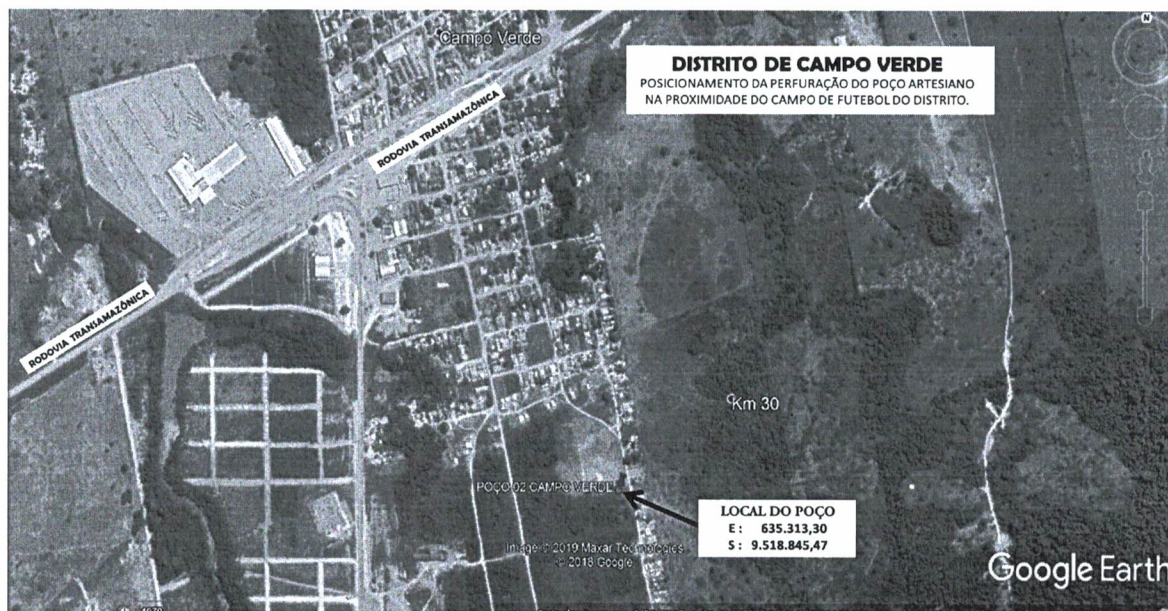 Campo Verde
DISTRITO DE CAMPO VERDE
POSICIONAMENTO DA PERFURAÇÃO DO POÇO ARTESIANO
NA PROXIMIDADE DO CAMPO DE FUTEBOL DO DISTRITO.
N
RODOVIA TRANSAMAZÔNICA
RODOVIA TRANSAMAZÔNICA
Km 30
POÇO 02 CAMPO VERDE
LOCAL DO POÇO
E : 635.313,30
S : 9.518.845,47
Image © 2019 Maxar Technologies
© 2018 Google
Google Earth